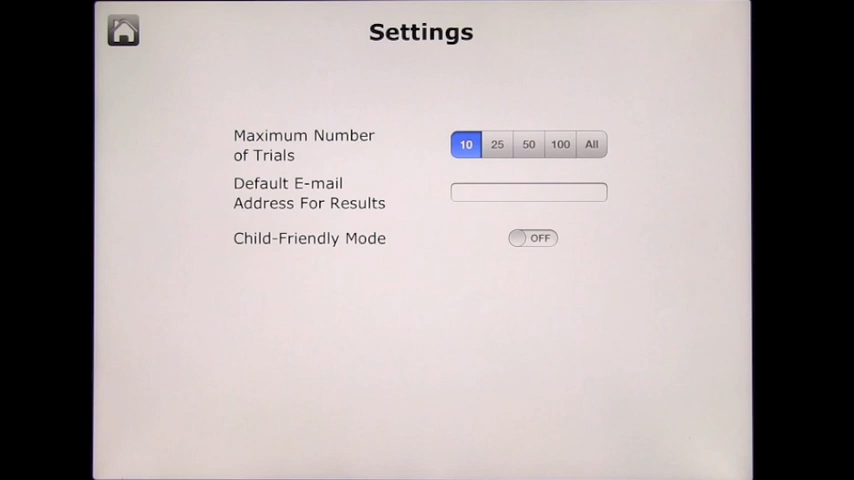 Settings
Maximum Number
of Trials
10 25 50 100 All
Default E-mail
Address For Results
Child-Friendly Mode
OFF